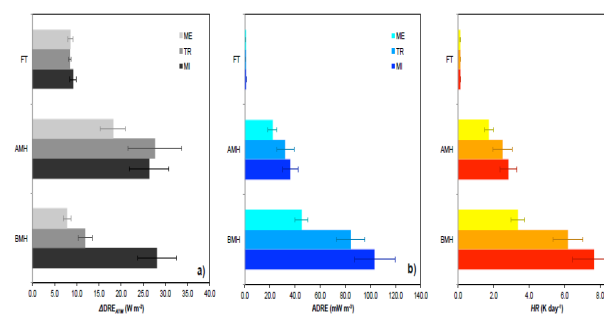 FT
AMH
BMH
ME
TR
MI
a)
0.0 5.0 10.0 15.0 20.0 25.0 30.0 35.0 40.0
ΔDRE_ATM (W m⁻²)
FT
AMH
BMH
ME
TR
MI
b)
0.0 20.0 40.0 60.0 80.0 100.0 120.0 140.0
ADRE (mW m⁻²)
FT
AMH
BMH
0.0 2.0 4.0 6.0 8.0
HR (K day⁻¹)